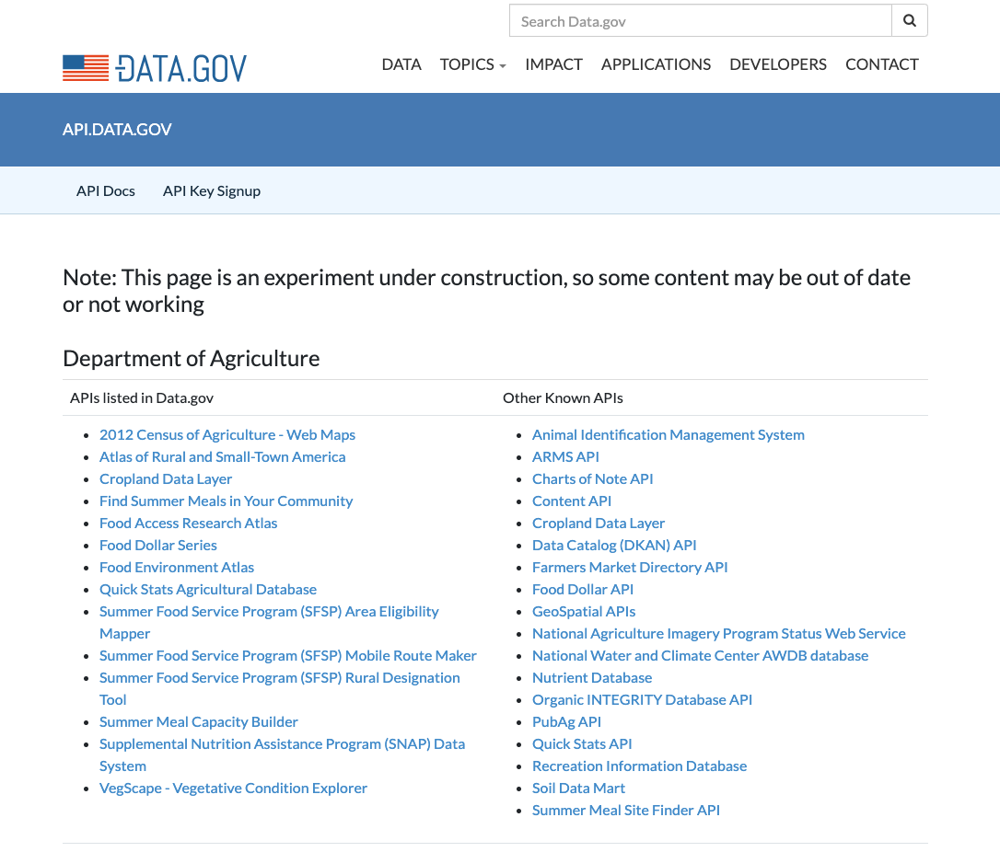 Search Data.gov
DATA.GOV
DATA TOPICS IMPACT APPLICATIONS DEVELOPERS CONTACT
API.DATA.GOV
API Docs API Key Signup
Note: This page is an experiment under construction, so some content may be out of date
or not working
Department of Agriculture
APIs listed in Data.gov
2012 Census of Agriculture - Web Maps
Atlas of Rural and Small-Town America
Cropland Data Layer
Find Summer Meals in Your Community
Food Access Research Atlas
Food Dollar Series
Food Environment Atlas
Quick Stats Agricultural Database
Summer Food Service Program (SFSP) Area Eligibility
Mapper
Summer Food Service Program (SFSP) Mobile Route Maker
Summer Food Service Program (SFSP) Rural Designation
Tool
Summer Meal Capacity Builder
Supplemental Nutrition Assistance Program (SNAP) Data
System
VegScape - Vegetative Condition Explorer
Other Known APIs
Animal Identification Management System
ARMS API
Charts of Note API
Content API
Cropland Data Layer
Data Catalog (DKAN) API
Farmers Market Directory API
Food Dollar API
GeoSpatial APIs
National Agriculture Imagery Program Status Web Service
National Water and Climate Center AWDB database
Nutrient Database
Organic INTEGRITY Database API
PubAg API
Quick Stats API
Recreation Information Database
Soil Data Mart
Summer Meal Site Finder API